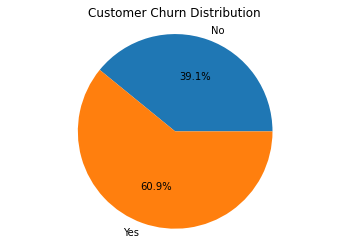 Customer Churn Distribution
No
39.1%
60.9%
Yes